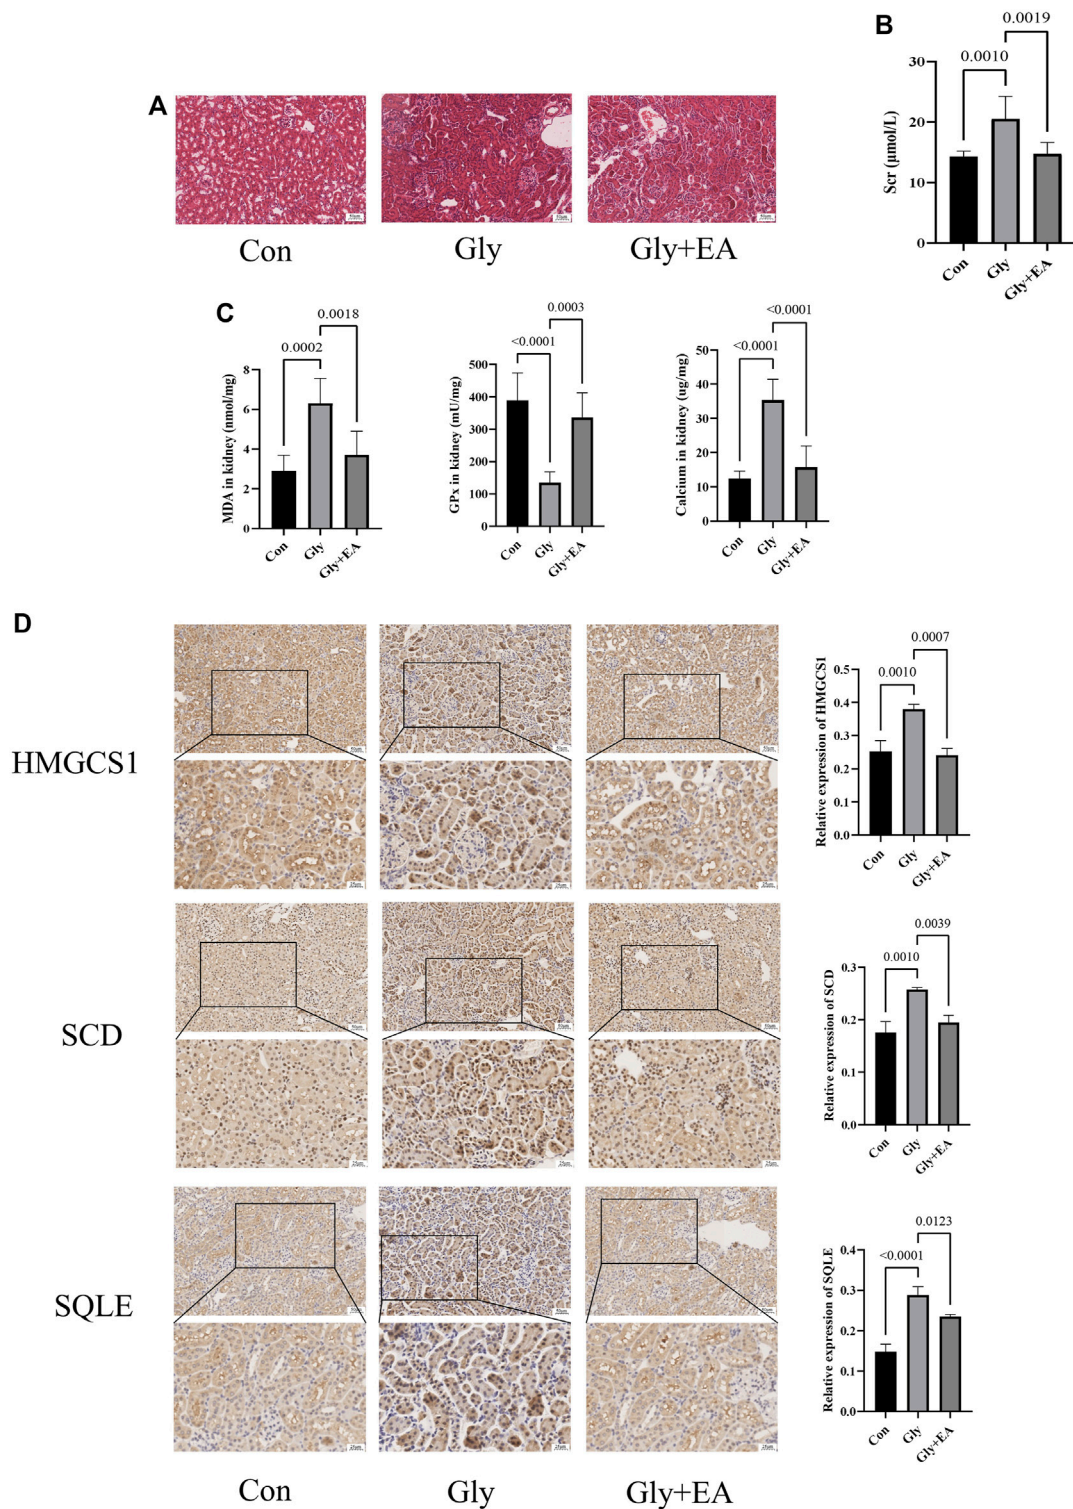 A
Con
Gly
Gly+EA
B
0.0019
0.0010
Scr (μmol/L)
30
20
10
0
Con
Gly
Gly+EA
C
0.0018
0.0002
MDA in kidney (nmol/mg)
8
6
4
2
0
Con
Gly
Gly+EA
0.0003
<0.0001
GPx in kidney (mU/mg)
500
400
300
200
100
0
Con
Gly
Gly+EA
<0.0001
<0.0001
Calcium in kidney (ug/mg)
50
40
30
20
10
0
Con
Gly
Gly+EA
D
HMGCS1
0.0007
0.0010
Relative expression of HMGCS1
0.5
0.4
0.3
0.2
0.1
0.0
Con
Gly
Gly+EA
SCD
0.0039
0.0010
Relative expression of SCD
0.3
0.2
0.1
0.0
Con
Gly
Gly+EA
SQLE
0.0123
<0.0001
Relative expression of SQLE
0.4
0.3
0.2
0.1
0.0
Con
Gly
Gly+EA
Con
Gly
Gly+EA